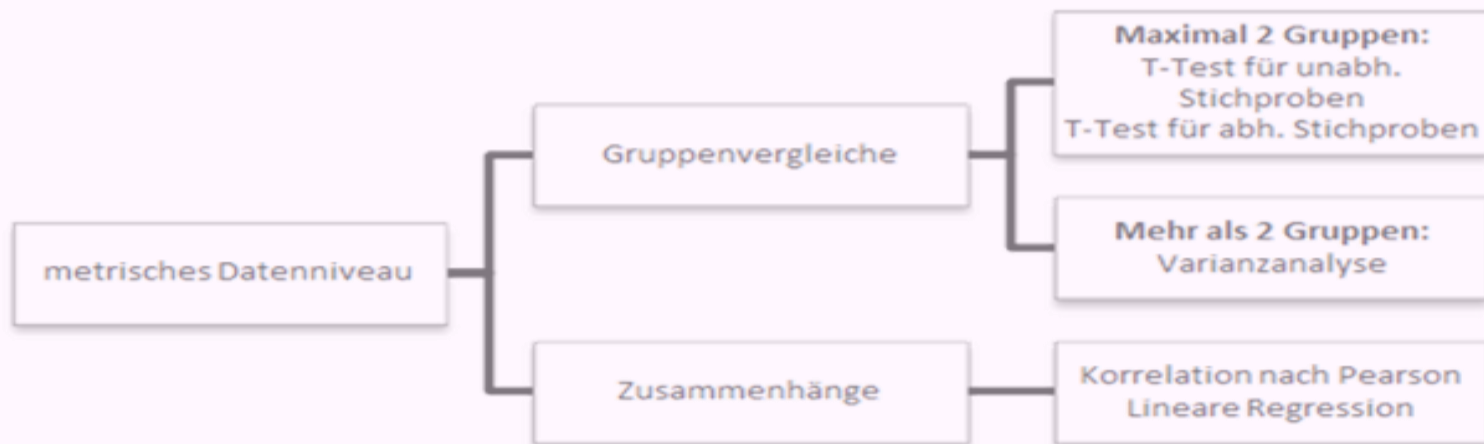 metrisches Datenniveau
Gruppenvergleiche
Maximal 2 Gruppen:
T-Test für unabh.
Stichproben
T-Test für abh. Stichproben
Mehr als 2 Gruppen:
Varianzanalyse
Zusammenhänge
Korrelation nach Pearson
Lineare Regression